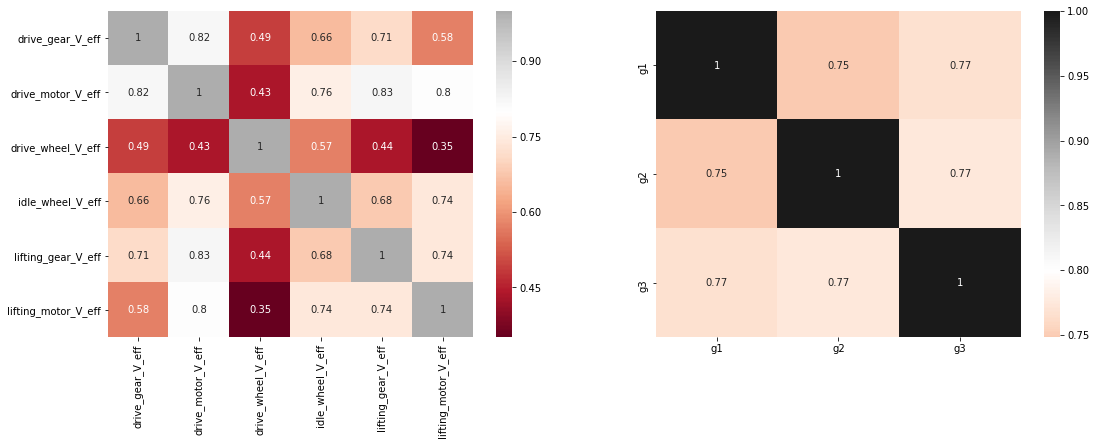 drive_gear_V_eff 1 0.82 0.49 0.66 0.71 0.58
drive_motor_V_eff 0.82 1 0.43 0.76 0.83 0.8
drive_wheel_V_eff 0.49 0.43 1 0.57 0.44 0.35
idle_wheel_V_eff 0.66 0.76 0.57 1 0.68 0.74
lifting_gear_V_eff 0.71 0.83 0.44 0.68 1 0.74
lifting_motor_V_eff 0.58 0.8 0.35 0.74 0.74 1
drive_gear_V_eff
drive_motor_V_eff
drive_wheel_V_eff
idle_wheel_V_eff
lifting_gear_V_eff
lifting_motor_V_eff
0.90
0.75
0.60
0.45
g1 1 0.75 0.77
g2 0.75 1 0.77
g3 0.77 0.77 1
g1 g2 g3
1.00
0.95
0.90
0.85
0.80
0.75